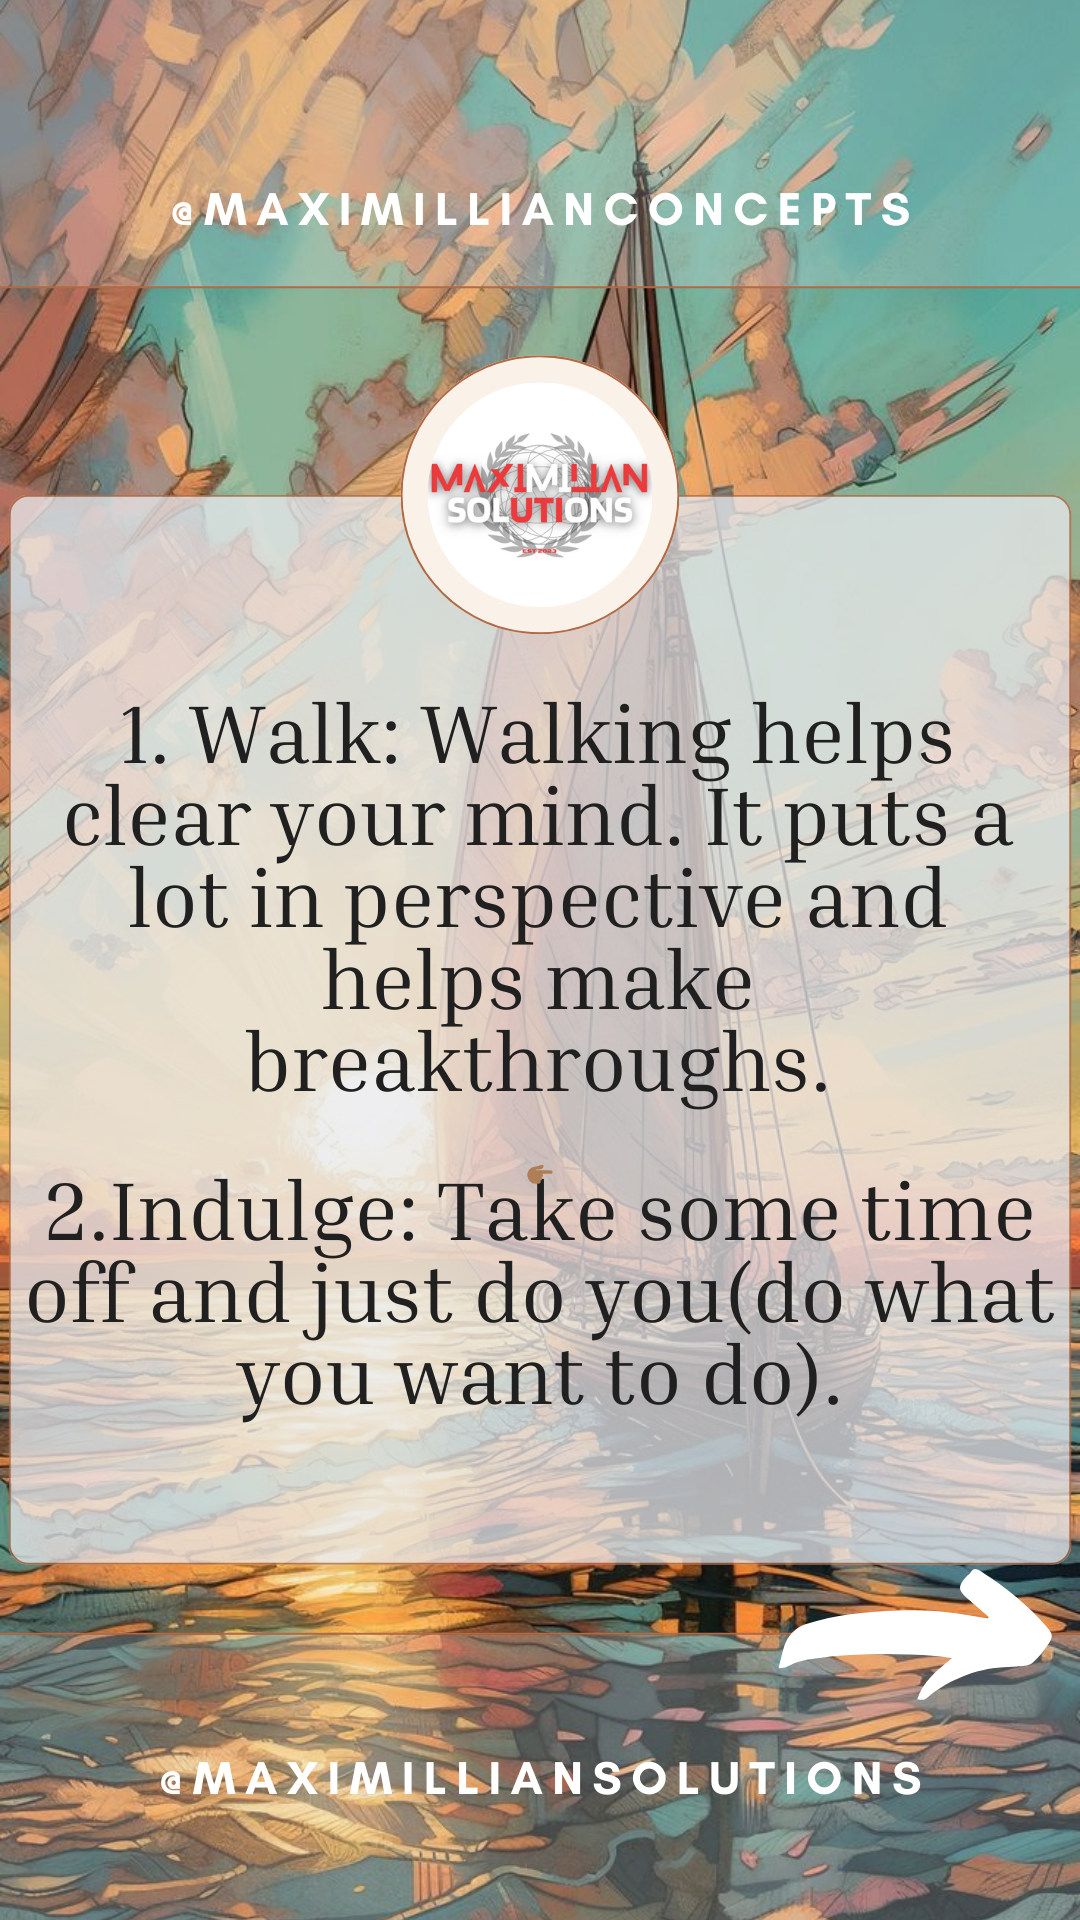 @MAXIMILLIANCONCEPTS
MAXIMILLIAN
SOLUTIONS
1. Walk: Walking helps
clear your mind. It puts a
lot in perspective and
helps make
breakthroughs.
2.Indulge: Take some time
off and just do you(do what
you want to do).
@MAXIMILLIANSOLUTIONS